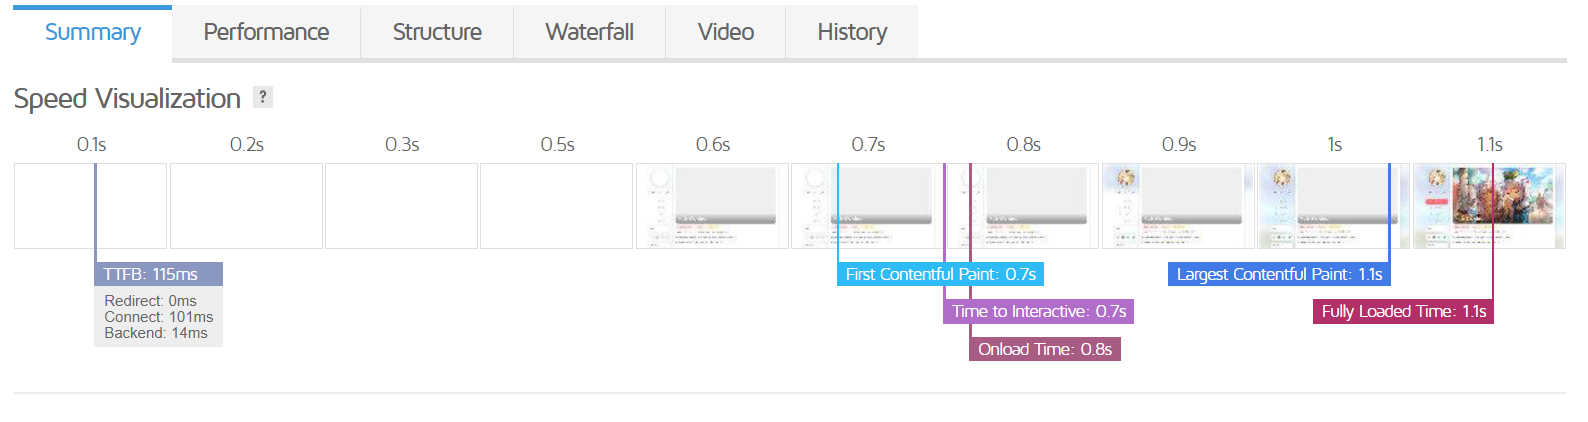 Summary Performance Structure Waterfall Video History
Speed Visualization ?
0.1s 0.2s 0.3s 0.5s 0.6s 0.7s 0.8s 0.9s 1s 1.1s
TTFB: 115ms
Redirect: 0ms
Connect: 101ms
Backend: 14ms
First Contentful Paint: 0.7s
Largest Contentful Paint: 1.1s
Time to Interactive: 0.7s
Fully Loaded Time: 1.1s
Onload Time: 0.8s